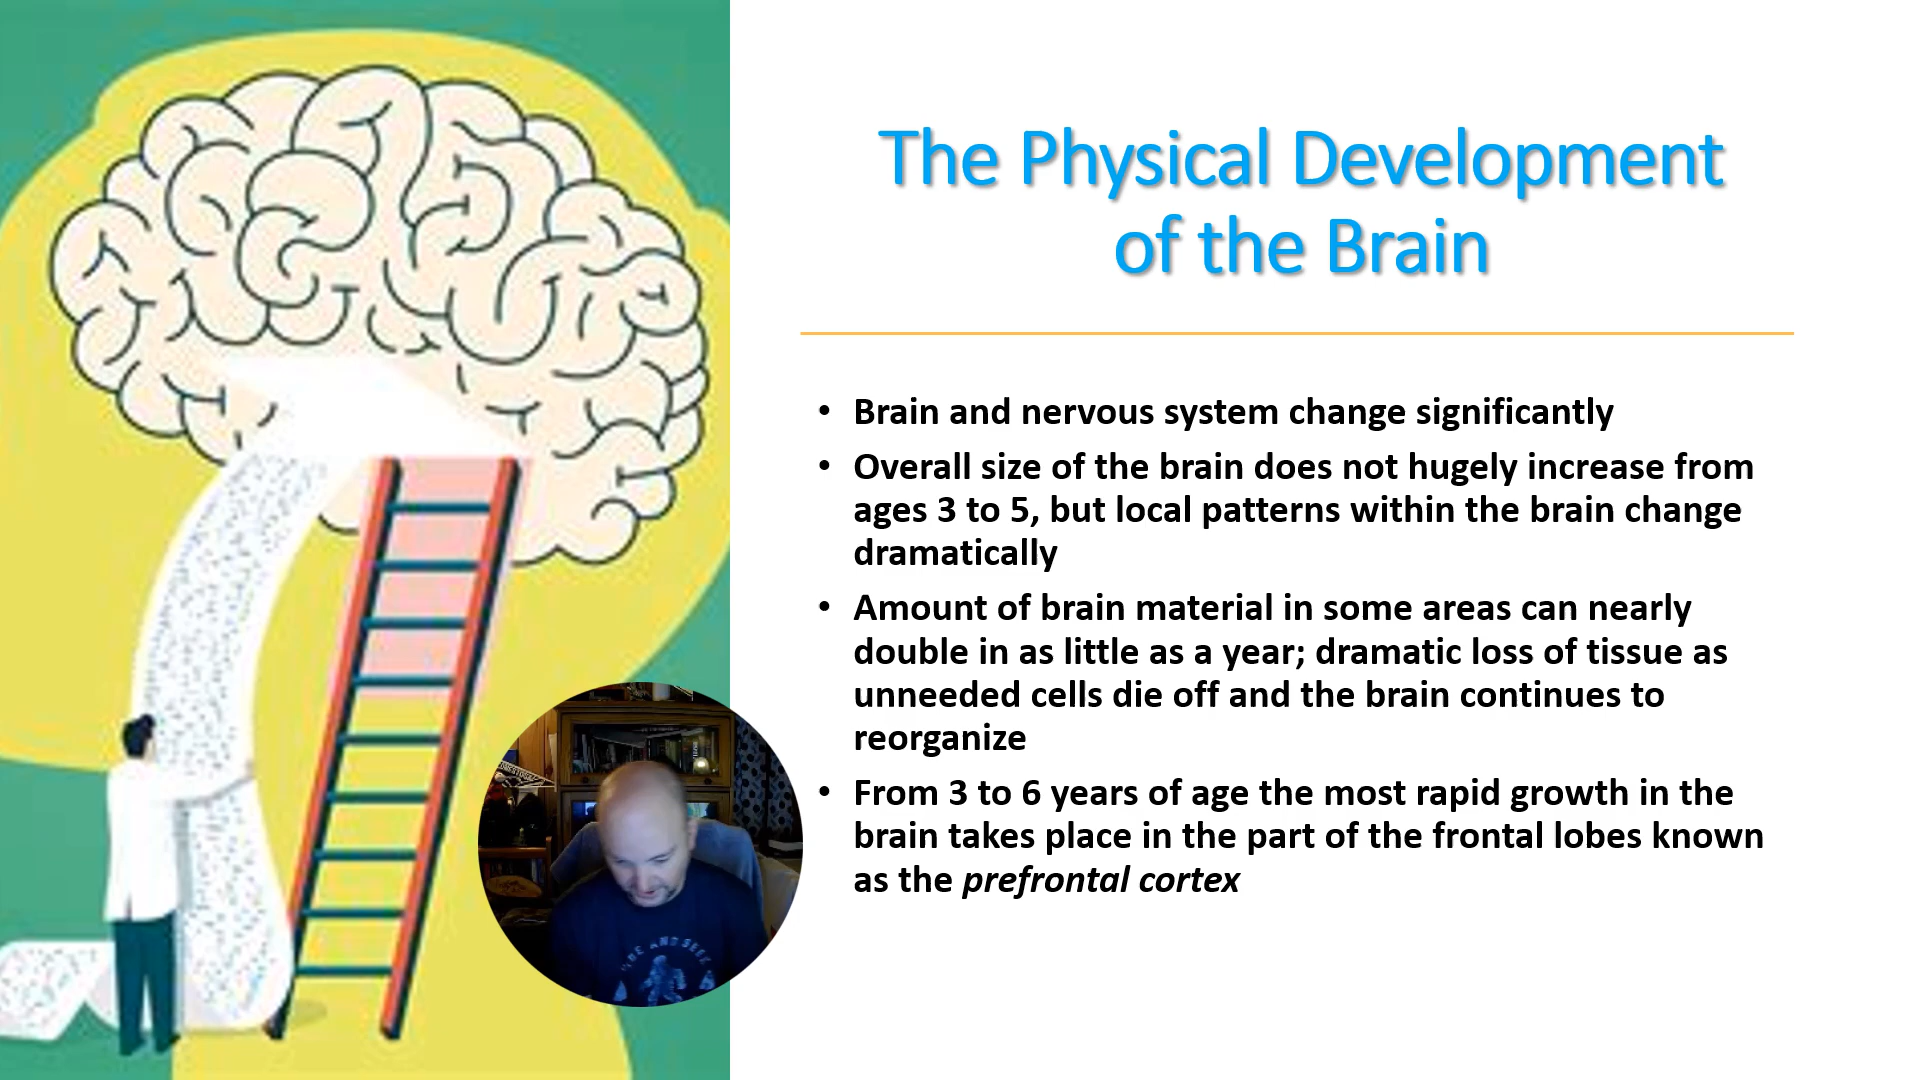 The Physical Development
of the Brain
• Brain and nervous system change significantly
• Overall size of the brain does not hugely increase from
ages 3 to 5, but local patterns within the brain change
dramatically
• Amount of brain material in some areas can nearly
double in as little as a year; dramatic loss of tissue as
unneeded cells die off and the brain continues to
reorganize
• From 3 to 6 years of age the most rapid growth in the
brain takes place in the part of the frontal lobes known
as the prefrontal cortex
AND SEEK